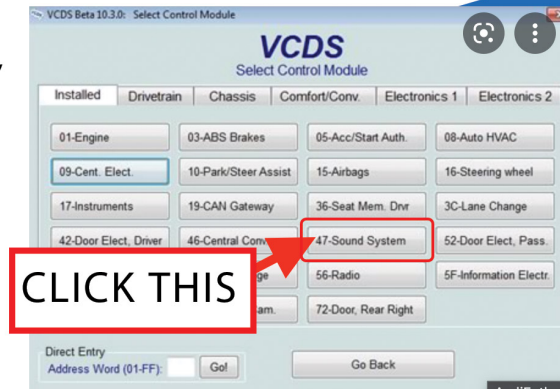 VCDS Beta 10.3.0: Select Control Module
VCDS
Select Control Module
Installed Drivetrain Chassis Comfort/Conv. Electronics 1 Electronics 2
01-Engine 03-ABS Brakes 05-Acc/Start Auth. 08-Auto HVAC
09-Cent. Elect. 10-Park/Steer Assist 15-Airbags 16-Steering wheel
17-Instruments 19-CAN Gateway 36-Seat Mem. Drvr 3C-Lane Change
42-Door Elect, Driver 46-Central Conv. 47-Sound System 52-Door Elect, Pass.
CLICK THIS
56-Radio 5F-Information Electr.
72-Door, Rear Right
Direct Entry
Address Word (01-FF): Go! Go Back